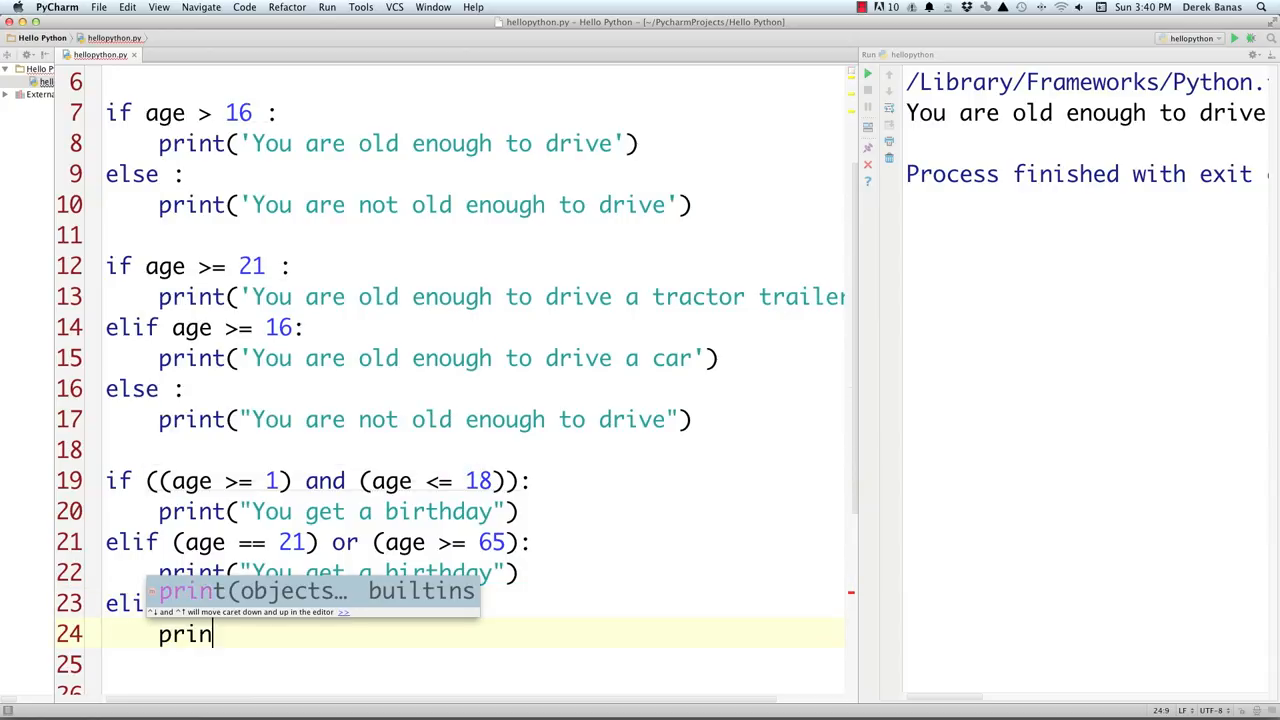 PyCharm File Edit View Navigate Code Refactor Run Tools VCS Window Help 10 Sun 3:40 PM Derek Banas
hellopython.py - Hello Python - [~/PycharmProjects/Hello Python]
Hello Python hellopython.py hellopython
hellopython.py Run hellopython
Hello P
hell
Externa
6
7 if age > 16 :
8 print('You are old enough to drive')
9 else :
10 print('You are not old enough to drive')
11
12 if age >= 21 :
13 print('You are old enough to drive a tractor trailer
14 elif age >= 16:
15 print('You are old enough to drive a car')
16 else :
17 print("You are not old enough to drive")
18
19 if ((age >= 1) and (age <= 18)):
20 print("You get a birthday")
21 elif (age == 21) or (age >= 65):
22 print("You get a birthday")
23 eli
24 prin
25
26
print(objects... builtins
^↓ and ^↑ will move caret down and up in the editor >>
/Library/Frameworks/Python.
You are old enough to drive
Process finished with exit
24:9 LF UTF-8